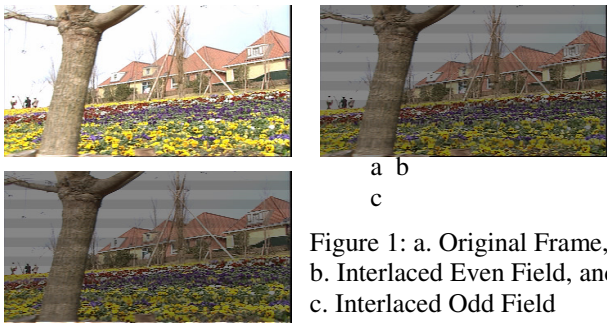 a b
c
Figure 1: a. Original Frame,
b. Interlaced Even Field, and
c. Interlaced Odd Field